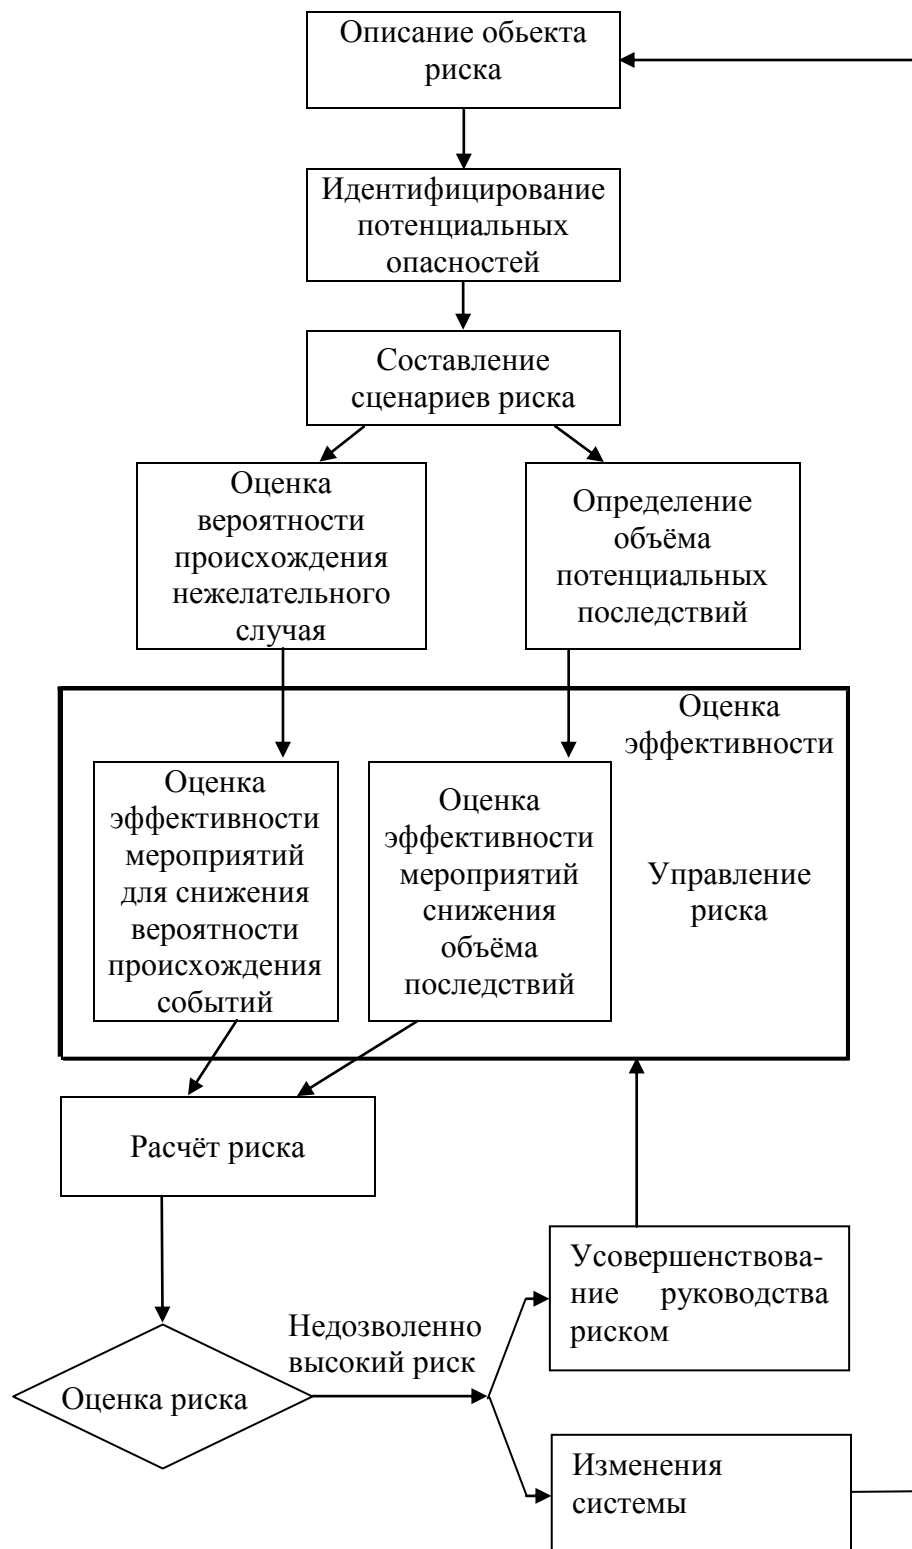 Описание обьекта
риска
Идентифицирование
потенциальных
опасностей
Составление
сценариев риска
Оценка
вероятности
происхождения
нежелательного
случая
Определение
объёма
потенциальных
последствий
Оценка
эффективности
Оценка
эффективности
мероприятий
для снижения
вероятности
происхождения
событий
Оценка
эффективности
мероприятий
снижения
объёма
последствий
Управление
риска
Расчёт риска
Усовершенствова-
ние руководства
риском
Недозволенно
высокий риск
Оценка риска
Изменения
системы